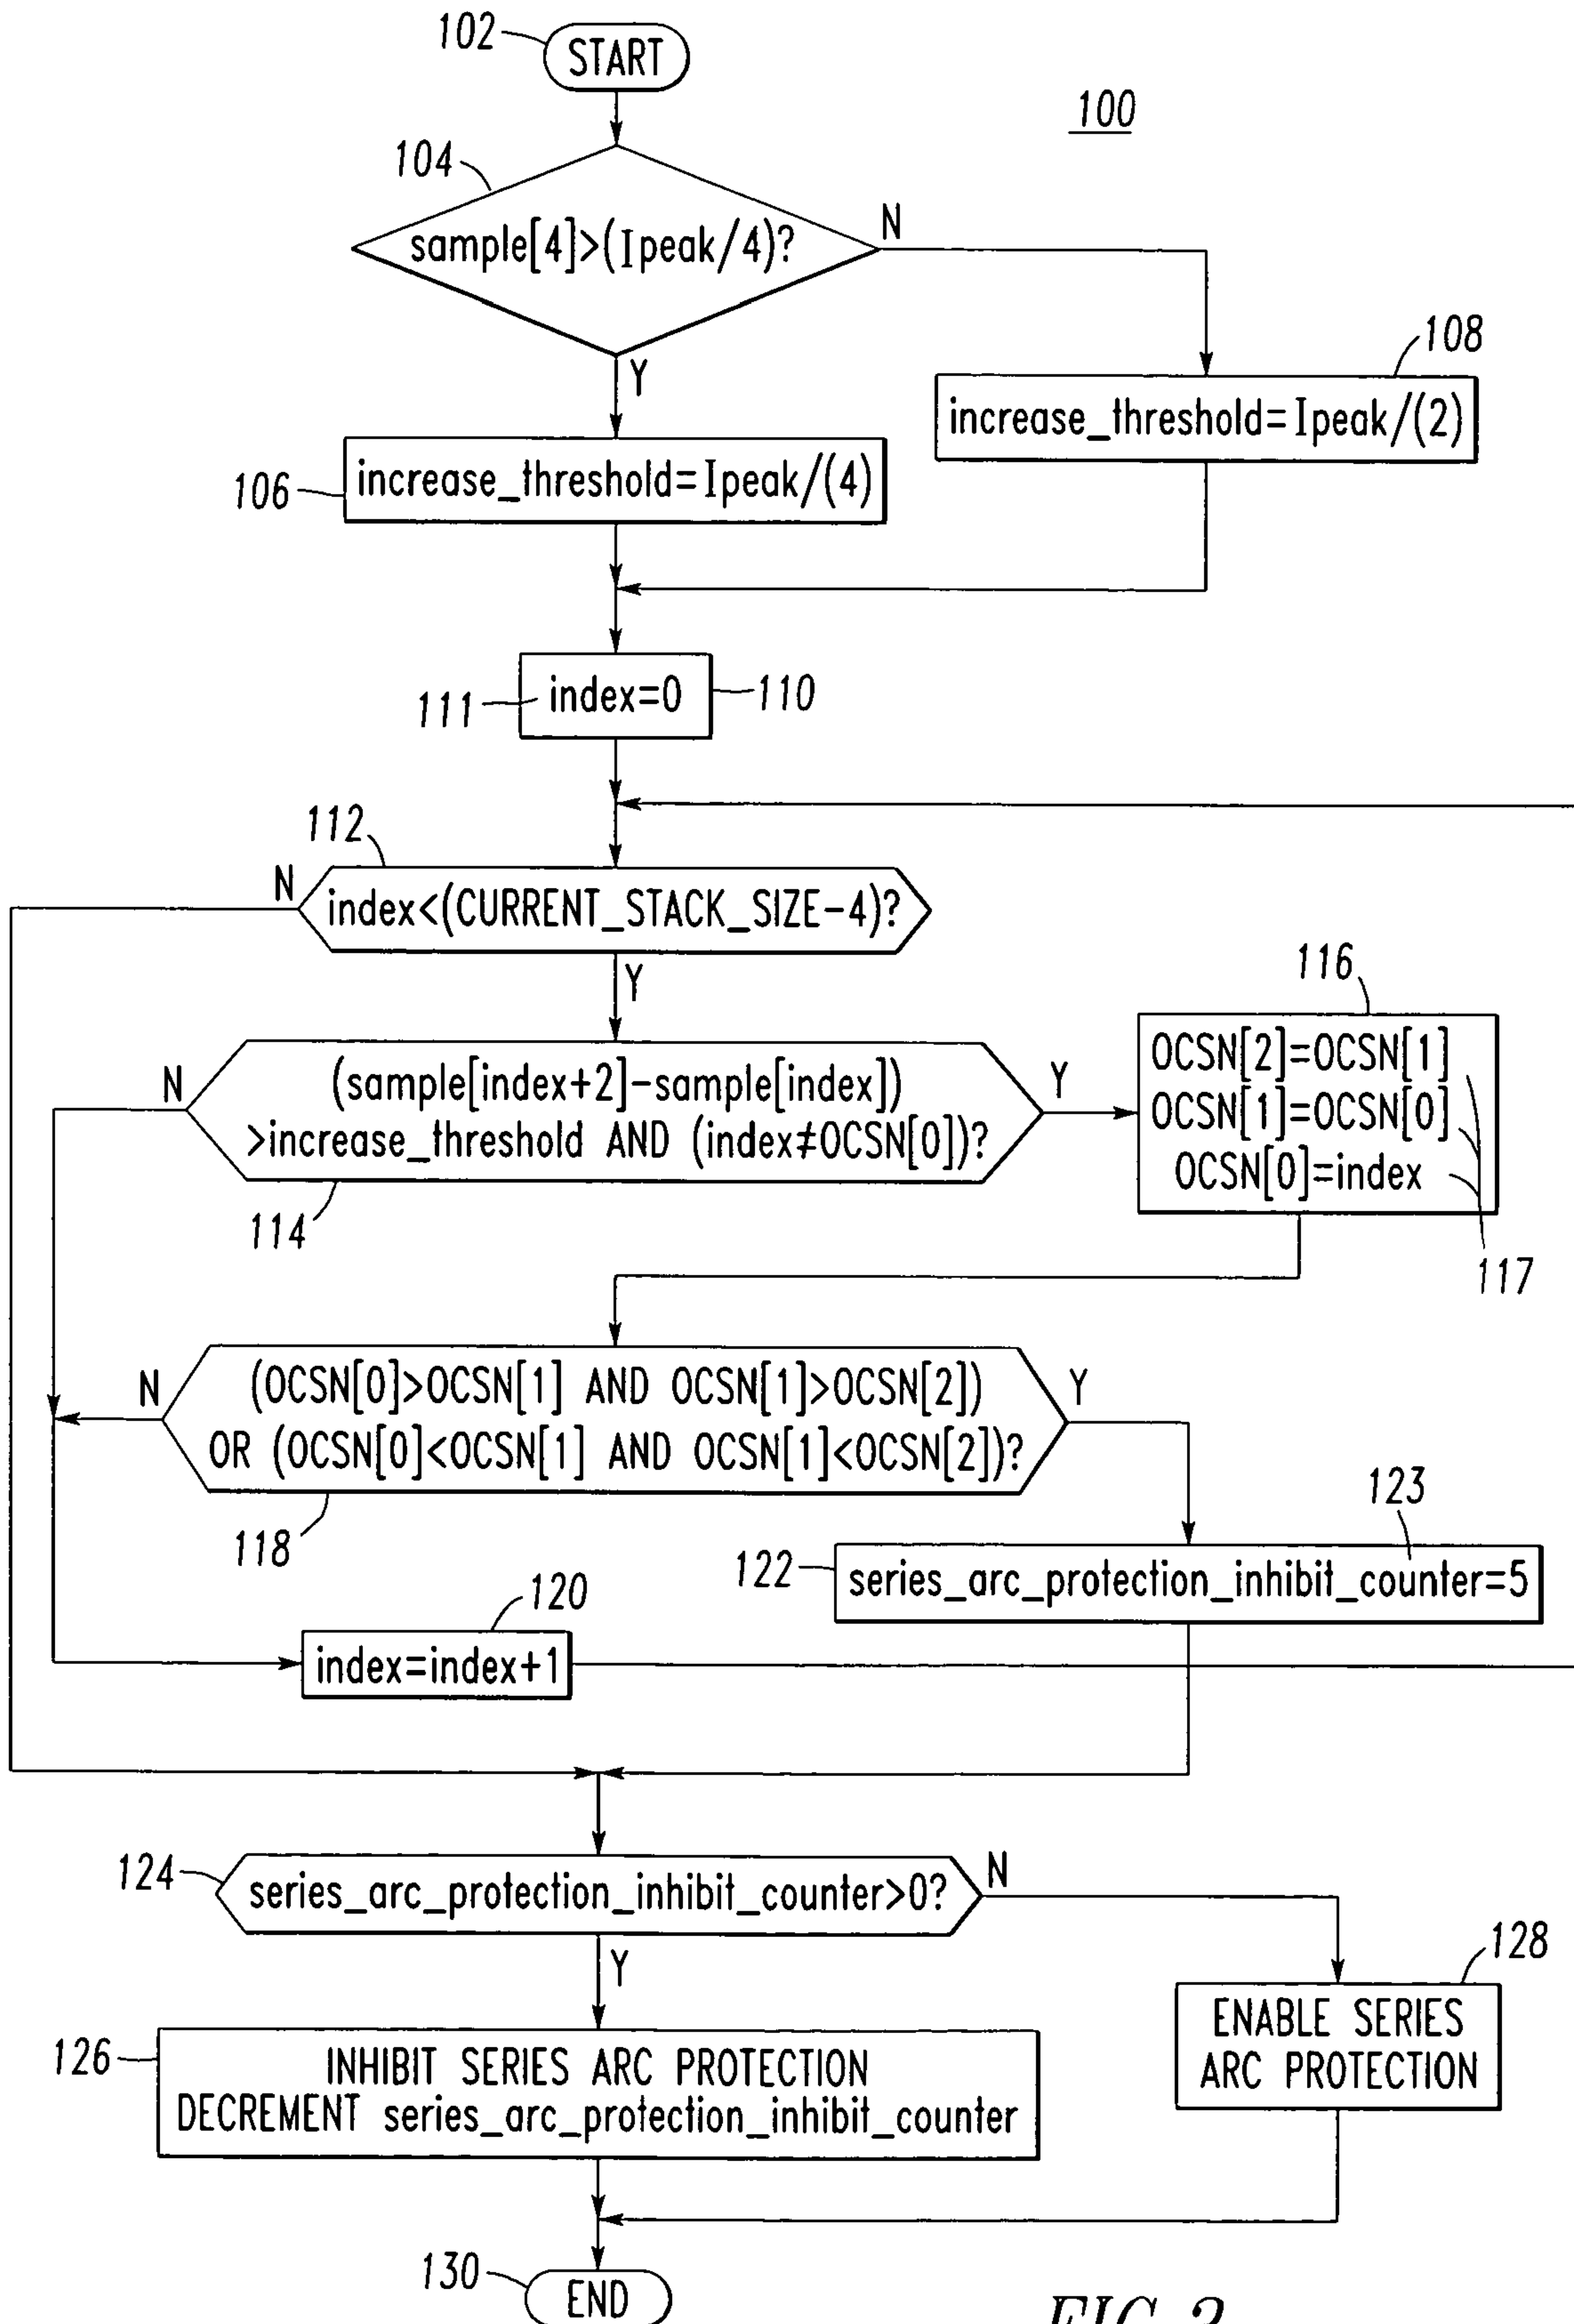 102
START
100
104
sample[4]>(Ipeak/4)?
N
Y
108
increase_threshold=Ipeak/(2)
106
increase_threshold=Ipeak/(4)
111
index=0
110
112
N
index<(CURRENT_STACK_SIZE-4)?
Y
116
OCSN[2]=OCSN[1]
OCSN[1]=OCSN[0]
OCSN[0]=index
117
N
(sample[index+2]-sample[index])
>increase_threshold AND (index≠OCSN[0])?
Y
114
N
(OCSN[0]>OCSN[1] AND OCSN[1]>OCSN[2])
OR (OCSN[0]<OCSN[1] AND OCSN[1]<OCSN[2])?
Y
118
123
122
series_arc_protection_inhibit_counter=5
120
index=index+1
124
series_arc_protection_inhibit_counter>0?
N
Y
128
ENABLE SERIES
ARC PROTECTION
126
INHIBIT SERIES ARC PROTECTION
DECREMENT series_arc_protection_inhibit_counter
130
END
FIG. 2